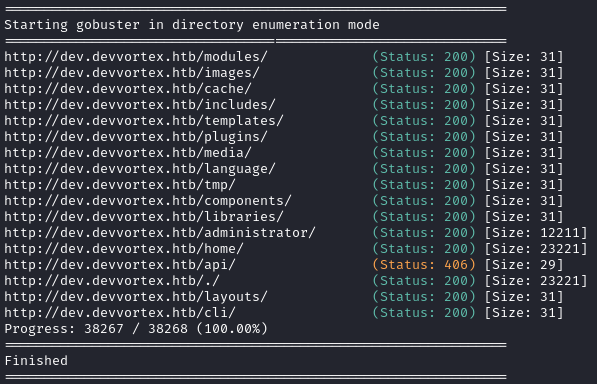 ===============================================================
Starting gobuster in directory enumeration mode
===============================================================
http://dev.devvortex.htb/modules/             (Status: 200) [Size: 31]
http://dev.devvortex.htb/images/              (Status: 200) [Size: 31]
http://dev.devvortex.htb/cache/               (Status: 200) [Size: 31]
http://dev.devvortex.htb/includes/            (Status: 200) [Size: 31]
http://dev.devvortex.htb/templates/           (Status: 200) [Size: 31]
http://dev.devvortex.htb/plugins/             (Status: 200) [Size: 31]
http://dev.devvortex.htb/media/               (Status: 200) [Size: 31]
http://dev.devvortex.htb/language/            (Status: 200) [Size: 31]
http://dev.devvortex.htb/tmp/                 (Status: 200) [Size: 31]
http://dev.devvortex.htb/components/          (Status: 200) [Size: 31]
http://dev.devvortex.htb/libraries/           (Status: 200) [Size: 31]
http://dev.devvortex.htb/administrator/       (Status: 200) [Size: 12211]
http://dev.devvortex.htb/home/                (Status: 200) [Size: 23221]
http://dev.devvortex.htb/api/                 (Status: 406) [Size: 29]
http://dev.devvortex.htb/./                   (Status: 200) [Size: 23221]
http://dev.devvortex.htb/layouts/             (Status: 200) [Size: 31]
http://dev.devvortex.htb/cli/                 (Status: 200) [Size: 31]
Progress: 38267 / 38268 (100.00%)
===============================================================
Finished
===============================================================